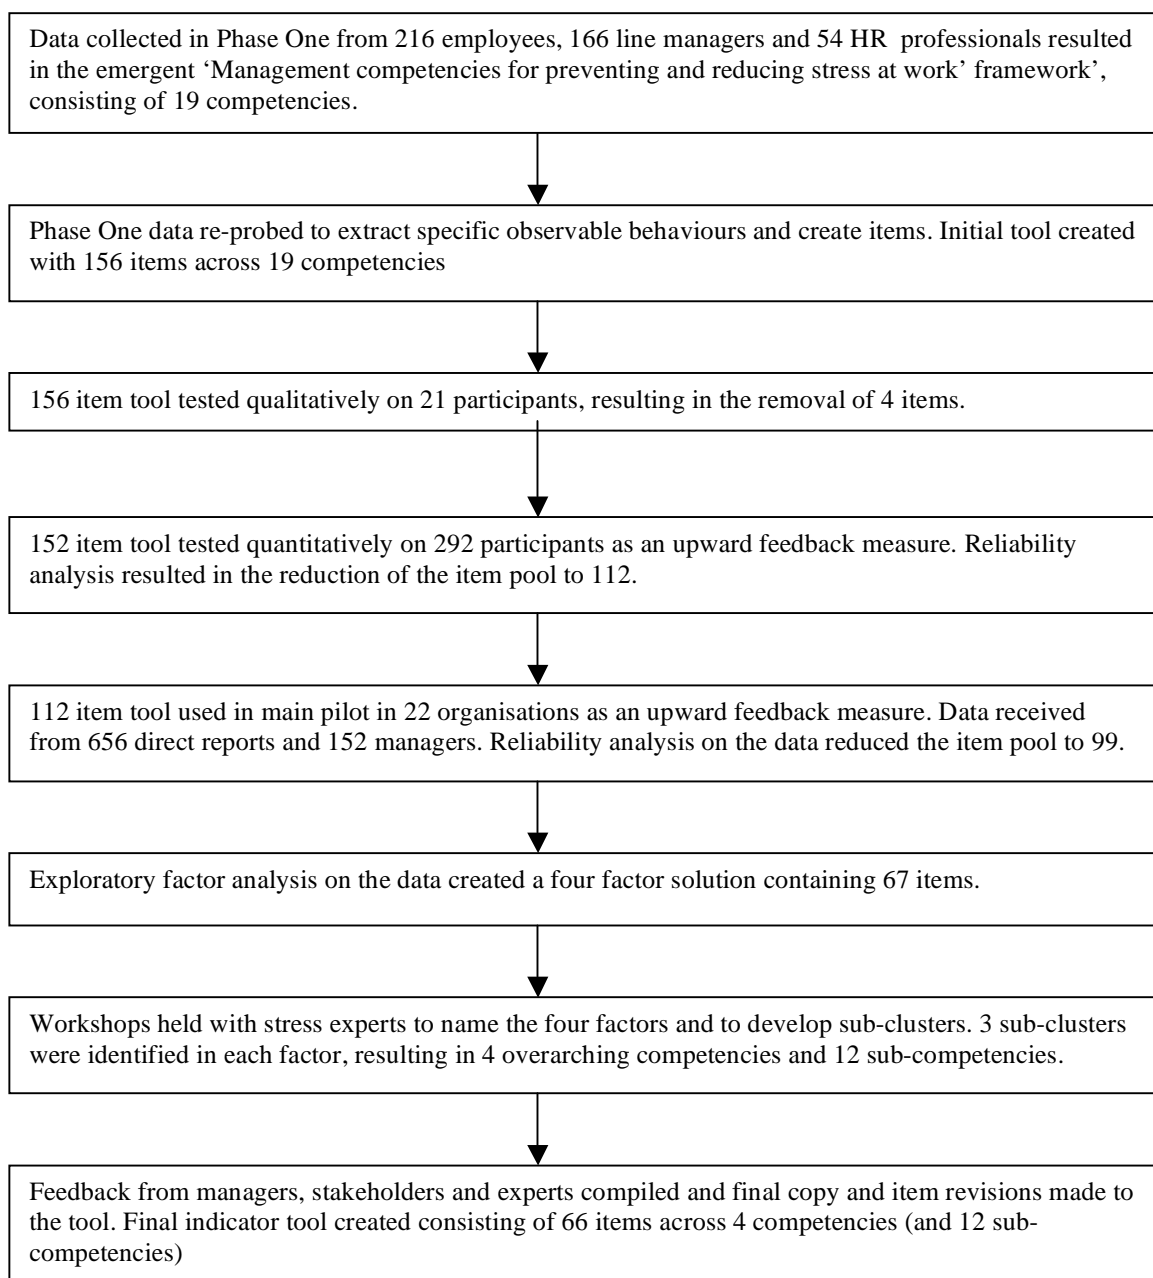 Data collected in Phase One from 216 employees, 166 line managers and 54 HR  professionals resulted
in the emergent ‘Management competencies for preventing and reducing stress at work’ framework’,
consisting of 19 competencies.
Phase One data re-probed to extract specific observable behaviours and create items. Initial tool created
with 156 items across 19 competencies
156 item tool tested qualitatively on 21 participants, resulting in the removal of 4 items.
152 item tool tested quantitatively on 292 participants as an upward feedback measure. Reliability
analysis resulted in the reduction of the item pool to 112.
112 item tool used in main pilot in 22 organisations as an upward feedback measure. Data received
from 656 direct reports and 152 managers. Reliability analysis on the data reduced the item pool to 99.
Exploratory factor analysis on the data created a four factor solution containing 67 items.
Workshops held with stress experts to name the four factors and to develop sub-clusters. 3 sub-clusters
were identified in each factor, resulting in 4 overarching competencies and 12 sub-competencies.
Feedback from managers, stakeholders and experts compiled and final copy and item revisions made to
the tool. Final indicator tool created consisting of 66 items across 4 competencies (and 12 sub-
competencies)